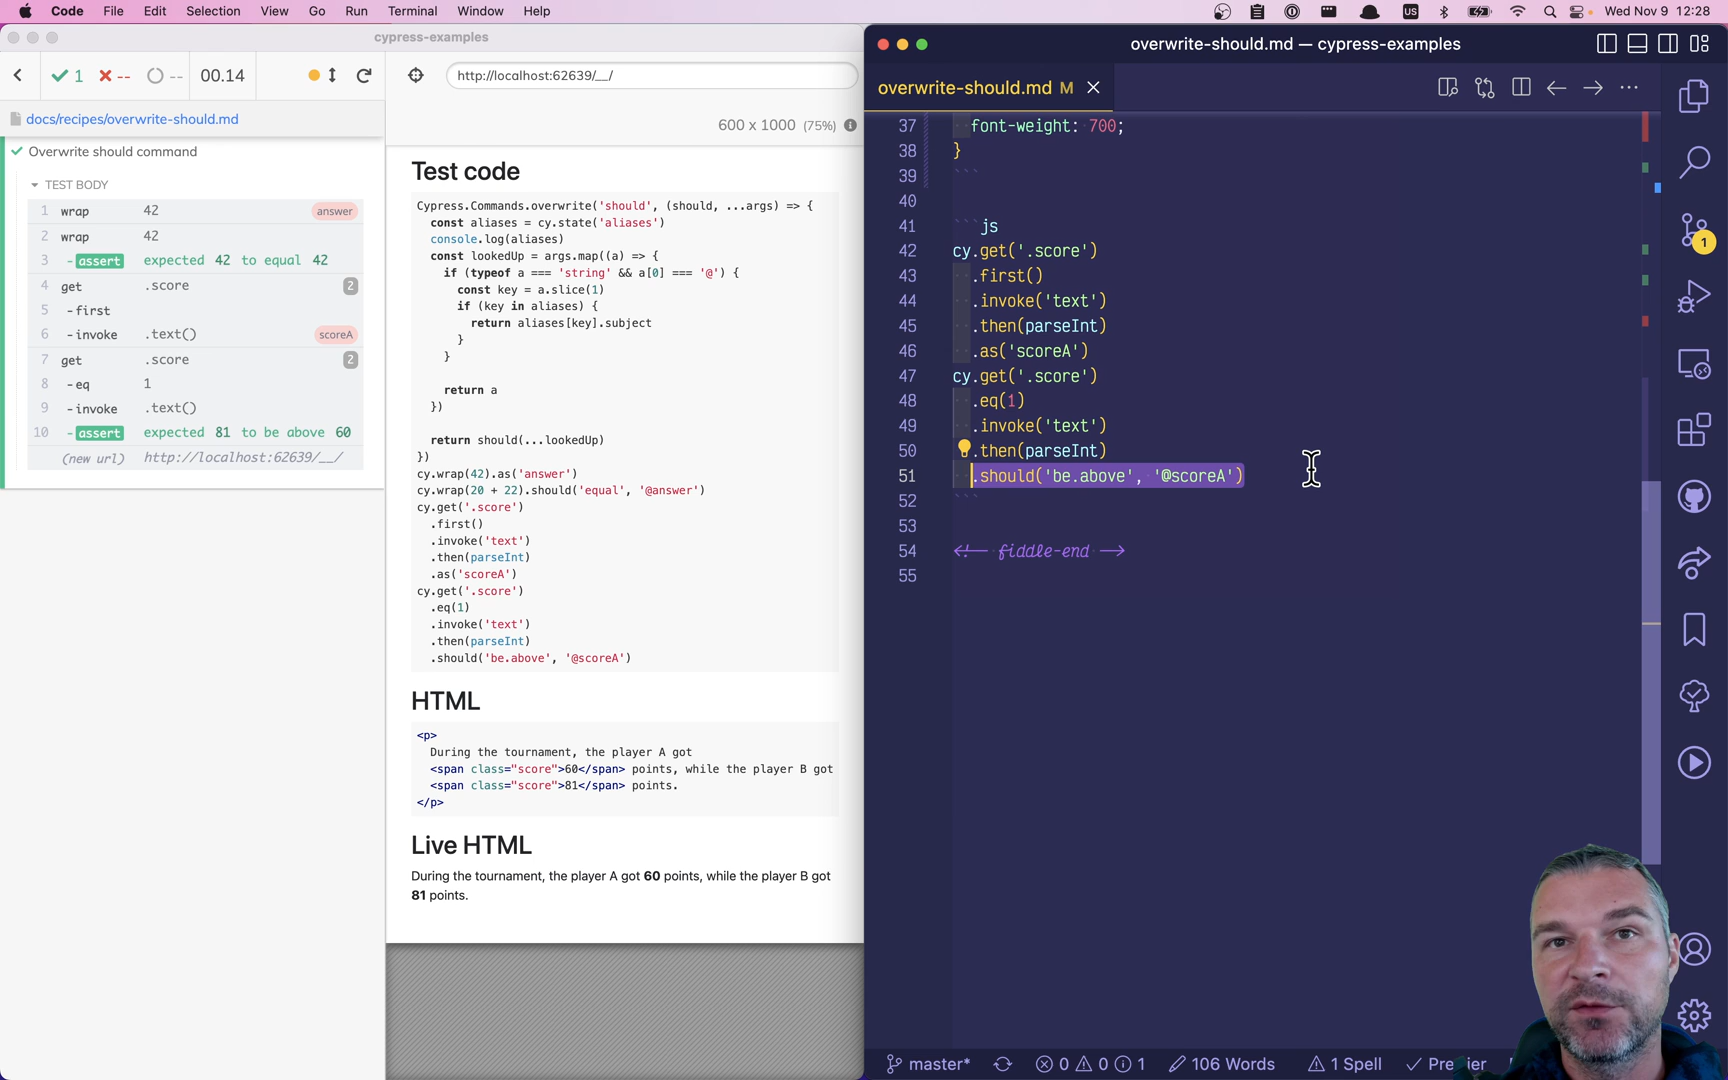 Code File Edit Selection View Go Run Terminal Window Help
US
Wed Nov 9 12:28
cypress-examples
1 -- -- 00.14
http://localhost:62639/__/
docs/recipes/overwrite-should.md
600 x 1000 (75%)
Overwrite should command
TEST BODY
1 wrap 42 answer
2 wrap 42
3 -assert expected 42 to equal 42
4 get .score 2
5 -first
6 -invoke .text() scoreA
7 get .score 2
8 -eq 1
9 -invoke .text()
10 -assert expected 81 to be above 60
(new url) http://localhost:62639/__/
Test code
Cypress.Commands.overwrite('should', (should, ...args) => {
const aliases = cy.state('aliases')
console.log(aliases)
const lookedUp = args.map((a) => {
if (typeof a === 'string' && a[0] === '@') {
const key = a.slice(1)
if (key in aliases) {
return aliases[key].subject
}
}
return a
})
return should(...lookedUp)
})
cy.wrap(42).as('answer')
cy.wrap(20 + 22).should('equal', '@answer')
cy.get('.score')
.first()
.invoke('text')
.then(parseInt)
.as('scoreA')
cy.get('.score')
.eq(1)
.invoke('text')
.then(parseInt)
.should('be.above', '@scoreA')
HTML
<p>
During the tournament, the player A got
<span class="score">60</span> points, while the player B got
<span class="score">81</span> points.
</p>
Live HTML
During the tournament, the player A got 60 points, while the player B got
81 points.
overwrite-should.md — cypress-examples
overwrite-should.md M
37 font-weight: 700;
38 }
39 ```
40
41 ```js
42 cy.get('.score')
43 .first()
44 .invoke('text')
45 .then(parseInt)
46 .as('scoreA')
47 cy.get('.score')
48 .eq(1)
49 .invoke('text')
50 .then(parseInt)
51 .should('be.above', '@scoreA')
52 ```
53
54 <!-- fiddle-end -->
55
1
master* 0 0 1 106 Words 1 Spell